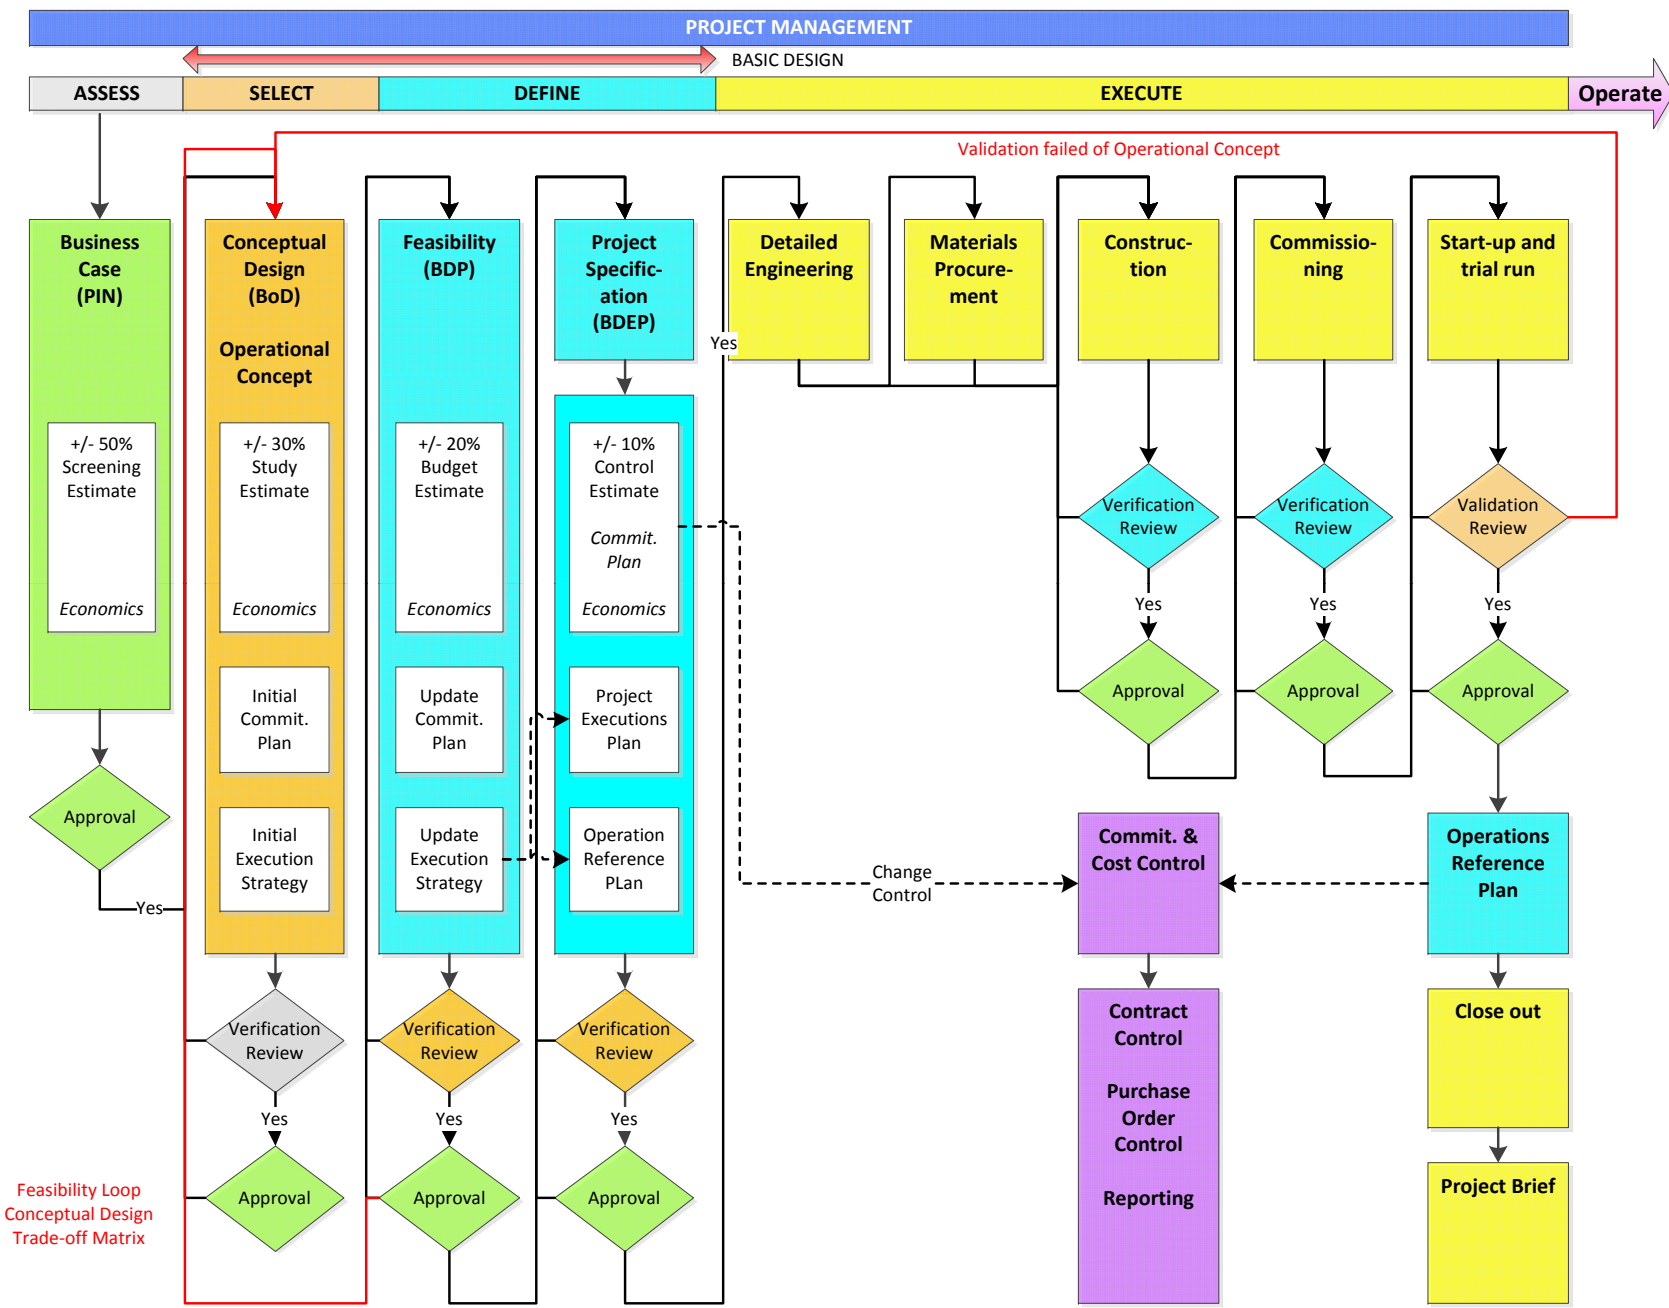 PROJECT MANAGEMENT
BASIC DESIGN
ASSESS
SELECT
DEFINE
EXECUTE
Operate
Validation failed of Operational Concept
Business
Case
(PIN)
+/- 50%
Screening
Estimate
Economics
Approval
Yes
Conceptual
Design
(BoD)
Operational
Concept
+/- 30%
Study
Estimate
Economics
Initial
Commit.
Plan
Initial
Execution
Strategy
Verification
Review
Yes
Approval
Feasibility Loop
Conceptual Design
Trade-off Matrix
Feasibility
(BDP)
+/- 20%
Budget
Estimate
Economics
Update
Commit.
Plan
Update
Execution
Strategy
Verification
Review
Yes
Approval
Project
Specific-
ation
(BDEP)
+/- 10%
Control
Estimate
Commit.
Plan
Economics
Project
Executions
Plan
Operation
Reference
PLan
Verification
Review
Yes
Approval
Yes
Detailed
Engineering
Materials
Procure-
ment
Construc-
tion
Verification
Review
Yes
Approval
Commissio-
ning
Verification
Review
Yes
Approval
Start-up and
trial run
Validation
Review
Yes
Approval
Change
Control
Commit. &
Cost Control
Contract
Control
Purchase
Order
Control
Reporting
Operations
Reference
Plan
Close out
Project Brief